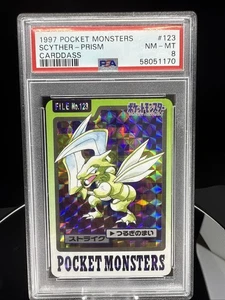 1997 POCKET MONSTERS #123
SCYTHER-PRISM NM-MT
CARDDASS PSA 8
58051170
FILE No.123 ポケットモンスター
▶つるぎのまい
ストライク
POCKET MONSTERS